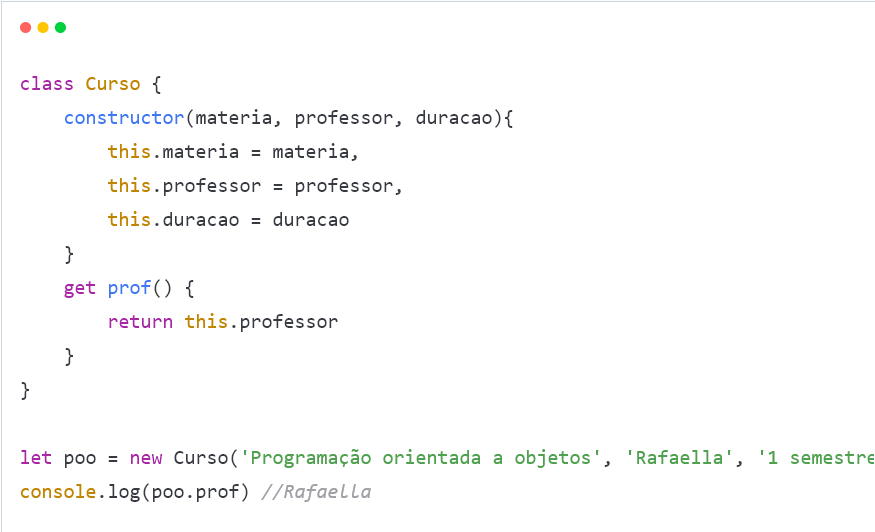 class Curso {
constructor(materia, professor, duracao){
this.materia = materia,
this.professor = professor,
this.duracao = duracao
}
get prof() {
return this.professor
}
}
let poo = new Curso('Programação orientada a objetos', 'Rafaella', '1 semestre
console.log(poo.prof) //Rafaella